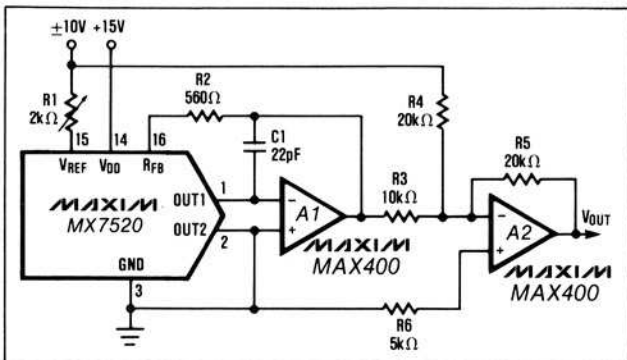 ±10V +15V
R1
2kΩ
R2
560Ω
C1
22pF
R4
20kΩ
R5
20kΩ
R3
10kΩ
15 14 16
VREF VDD RFB
OUT1
1
OUT2
2
MAXIM
MX7520
GND
3
A1
MAXIM
MAX400
A2
VOUT
MAXIM
MAX400
R6
5kΩ
- + - +